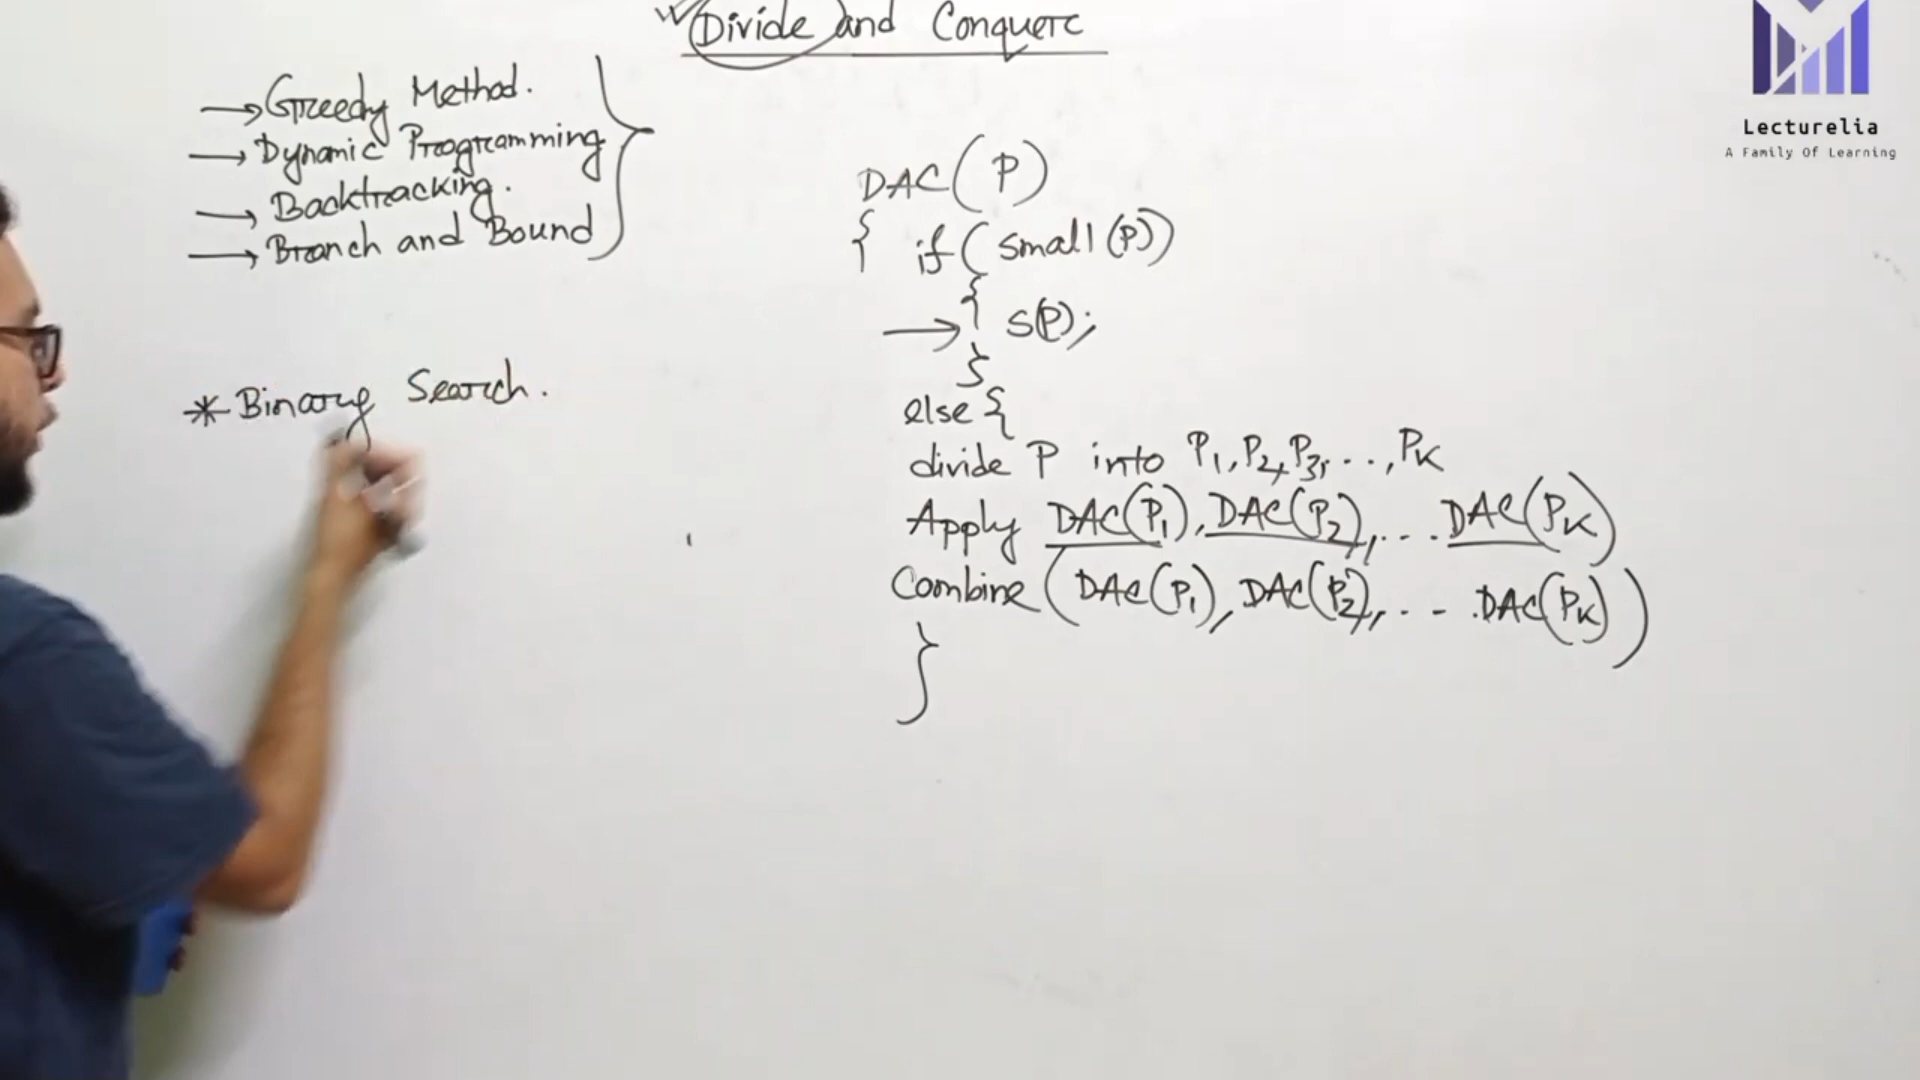 Divide and Conquer
→ Greedy Method.
→ Dynamic Programming
→ Backtracking.
→ Branch and Bound
* Binary Search.
DAC(P)
{ if (small(P))
{
→ S(P);
}
else {
divide P into P1, P2, P3, ..., PK
Apply DAC(P1), DAC(P2), ... DAC(PK)
Combine (DAC(P1), DAC(P2), ... DAC(PK))
}
Lecturelia
A Family Of Learning